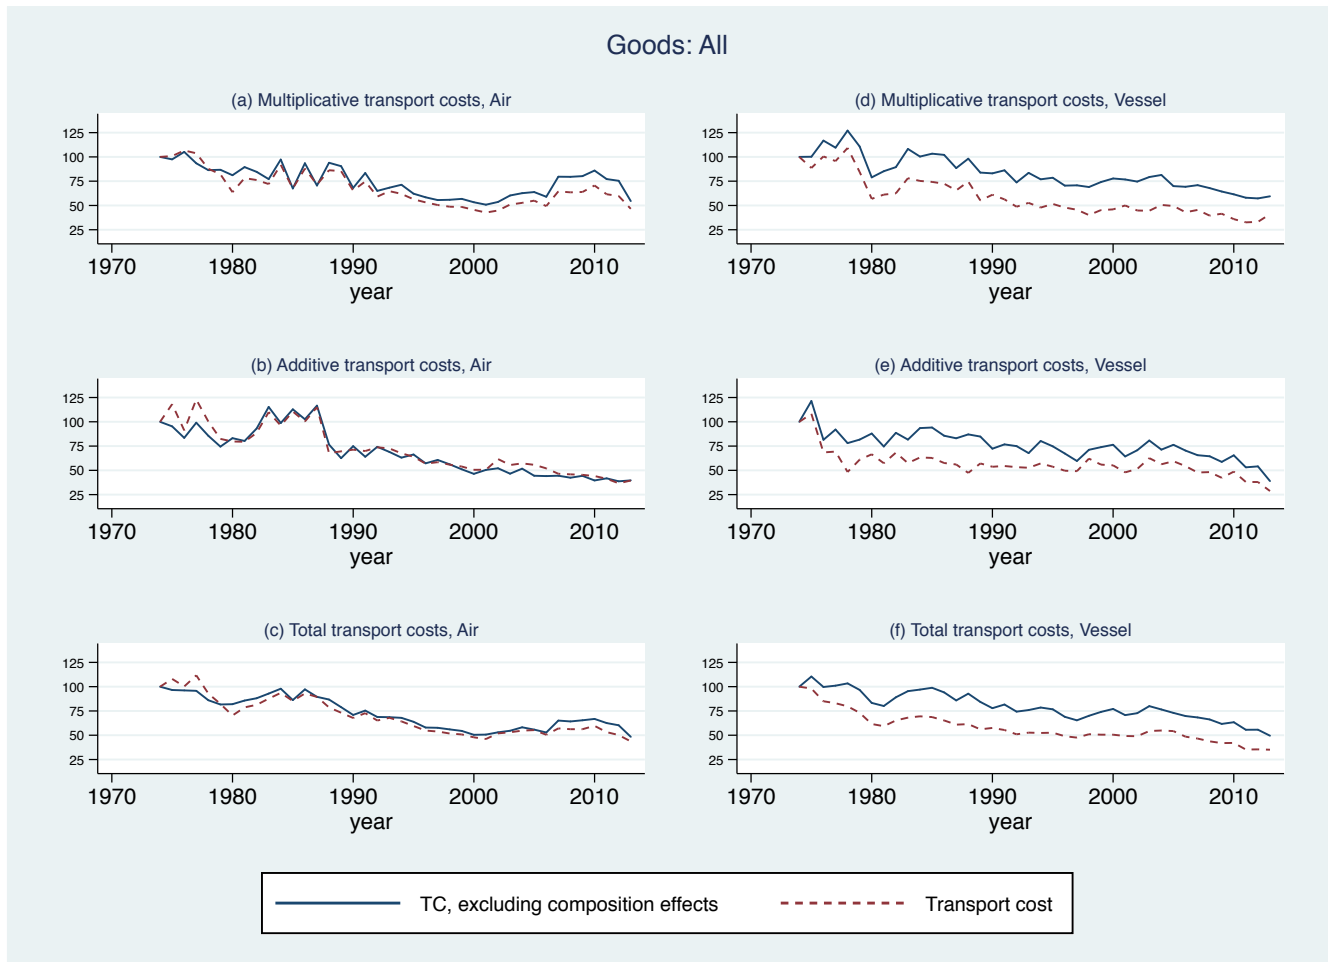 Goods: All
(a) Multiplicative transport costs, Air
125
100
75
50
25
1970 1980 1990 2000 2010
year
(d) Multiplicative transport costs, Vessel
125
100
75
50
25
1970 1980 1990 2000 2010
year
(b) Additive transport costs, Air
125
100
75
50
25
1970 1980 1990 2000 2010
year
(e) Additive transport costs, Vessel
125
100
75
50
25
1970 1980 1990 2000 2010
year
(c) Total transport costs, Air
125
100
75
50
25
1970 1980 1990 2000 2010
year
(f) Total transport costs, Vessel
125
100
75
50
25
1970 1980 1990 2000 2010
year
TC, excluding composition effects Transport cost